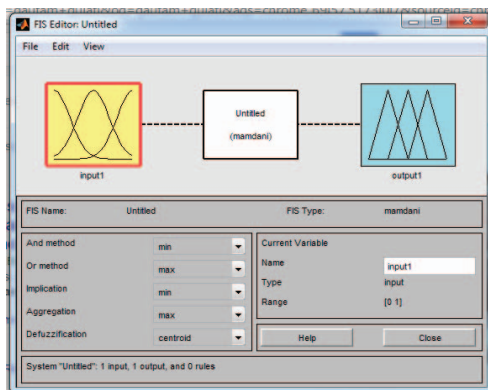 FIS Editor: Untitled
File Edit View
Untitled
(mamdani)
input1
output1
FIS Name: Untitled FIS Type: mamdani
And method min
Or method max
Implication min
Aggregation max
Defuzzification centroid
Current Variable
Name input1
Type input
Range [0 1]
Help Close
System "Untitled": 1 input, 1 output, and 0 rules